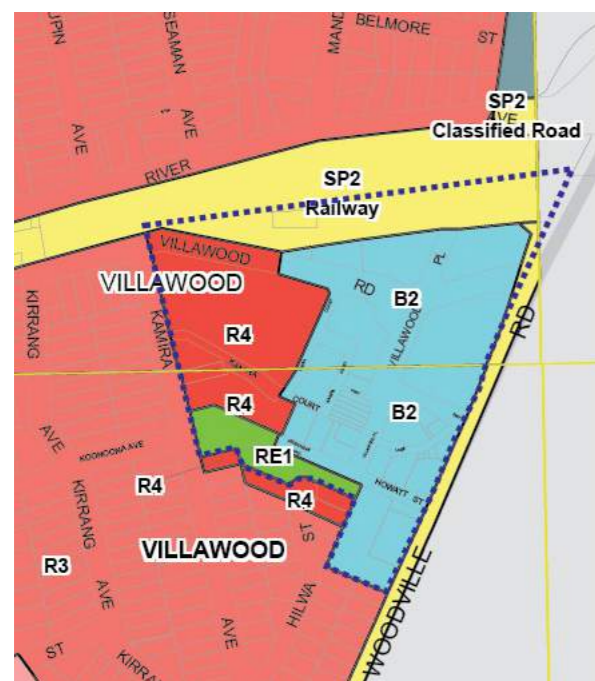 BELMORE
ST
SEAMAN
AVE
AVE
SP2
AVE
Classified Road
RIVER
SP2
Railway
VILLAWOOD
VILLAWOOD
RD
PL
B2
KIRRANG
KAMIRA
R4
VILLAWOOD
KAMIRA
R4
COURT
B2
RD
AVE
KOONOONA AVE
RE1
HOWATT ST
R4
R4
KIRRANG
ST
VILLAWOOD
R3
AVE
AVE
HILWA
WOODVILLE
ST